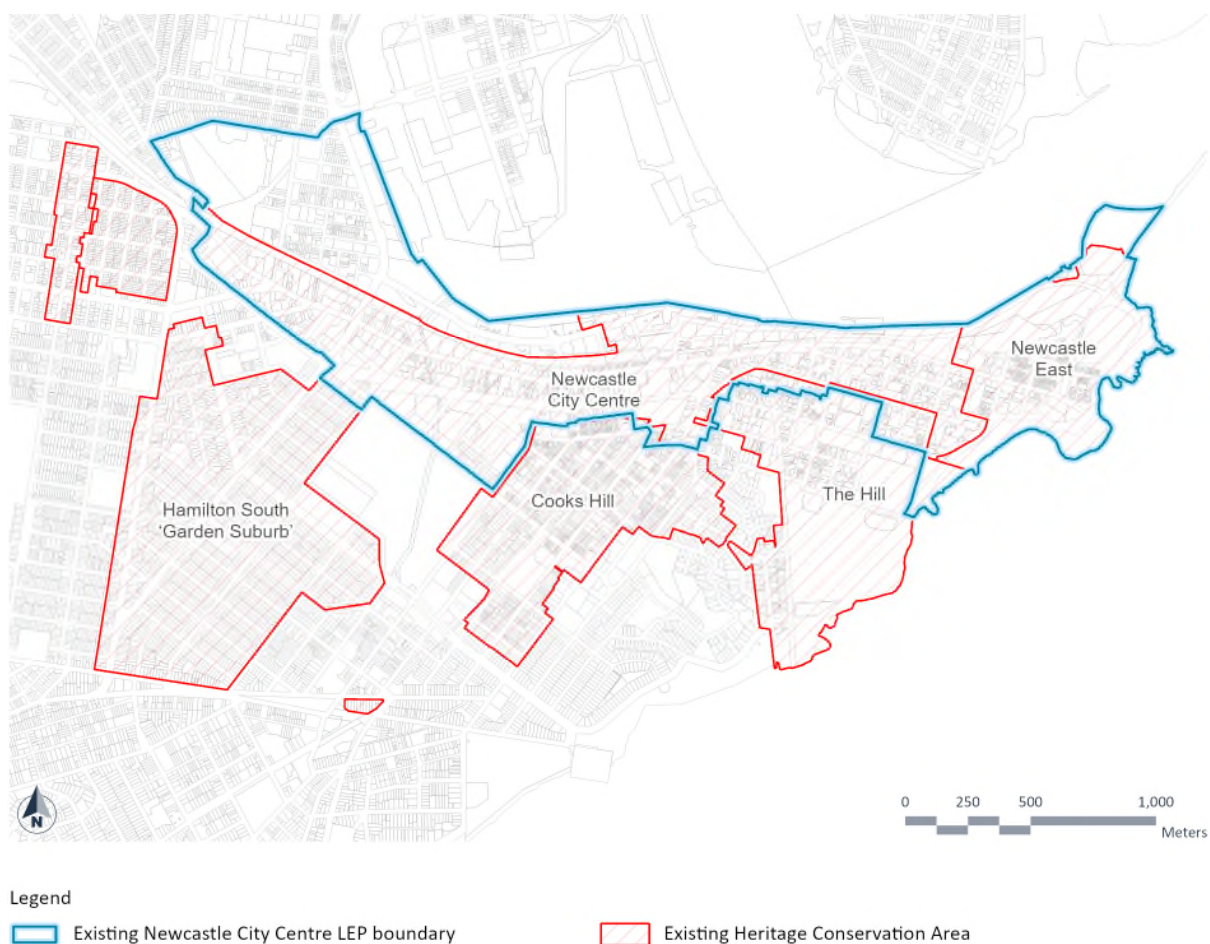 Newcastle
East
Newcastle
City Centre
The Hill
Cooks Hill
Hamilton South
‘Garden Suburb’
N
0 250 500 1,000
Meters
Legend
Existing Newcastle City Centre LEP boundary
Existing Heritage Conservation Area